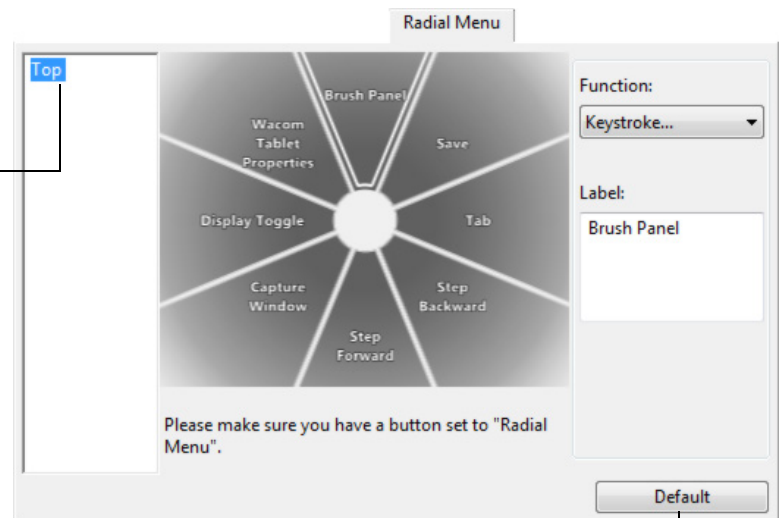 Radial Menu
Top
Brush Panel
Wacom
Tablet
Properties
Save
Display Toggle
Tab
Capture
Window
Step
Backward
Step
Forward
Please make sure you have a button set to "Radial
Menu".
Function:
Keystroke...
Label:
Brush Panel
Default